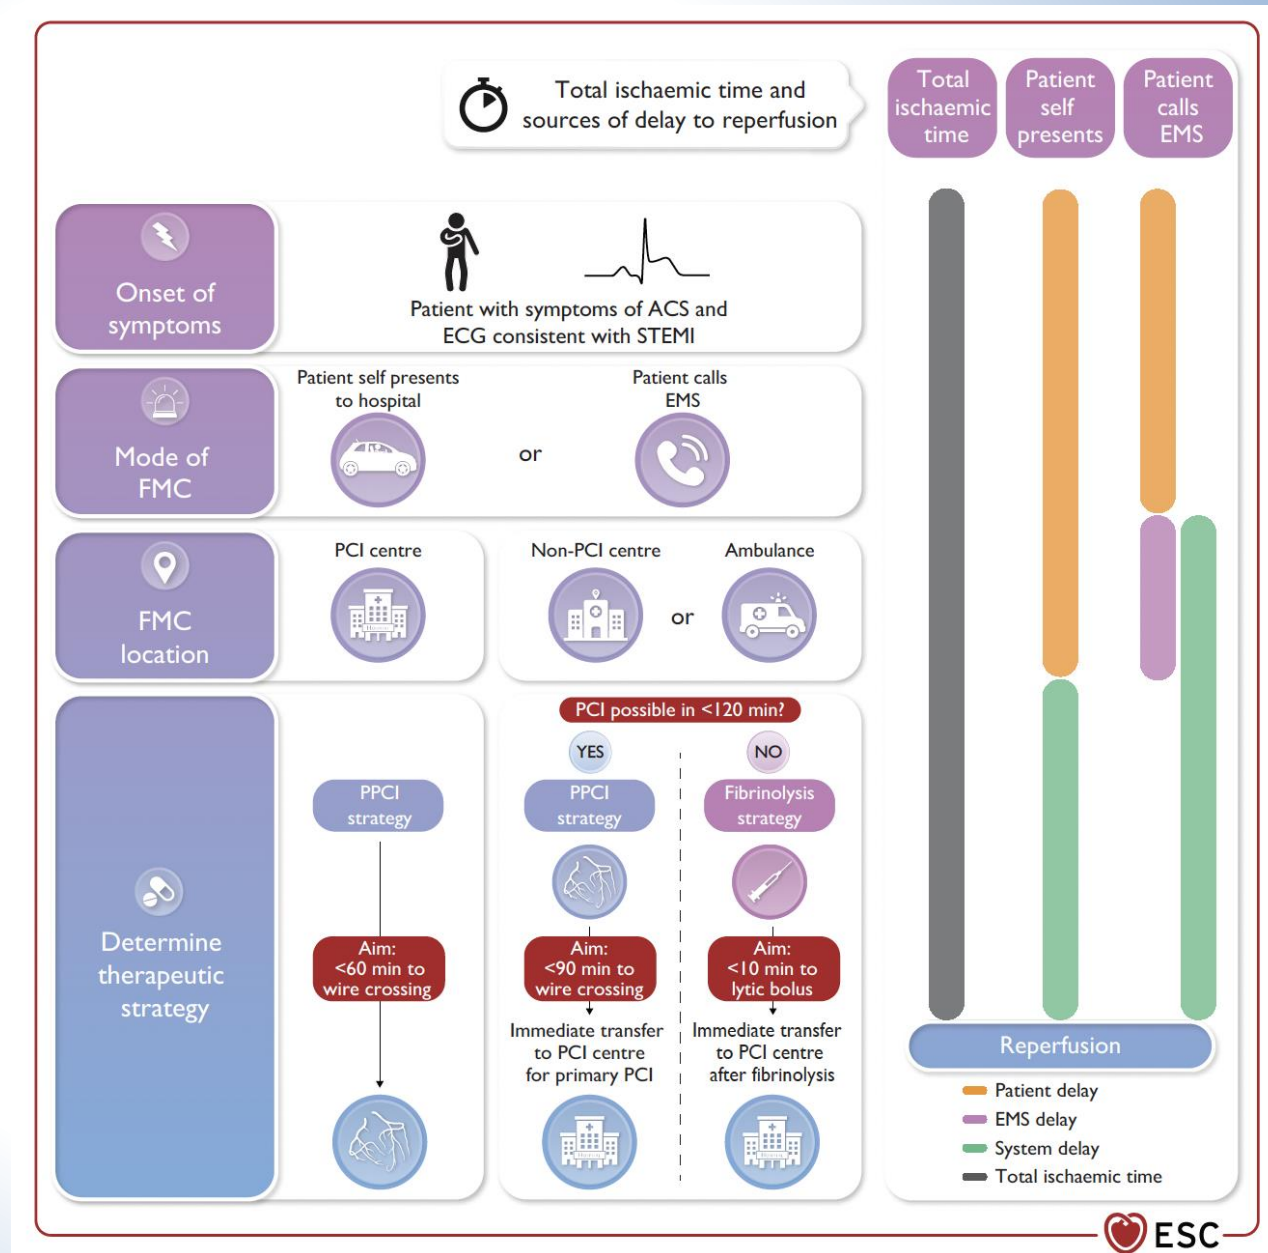 Total ischaemic time and
sources of delay to reperfusion
Total
ischaemic
time
Patient
self
presents
Patient
calls
EMS
Onset of
symptoms
Patient with symptoms of ACS and
ECG consistent with STEMI
Mode of
FMC
Patient self presents
to hospital
or
Patient calls
EMS
FMC
location
PCI centre
Non-PCI centre
or
Ambulance
Determine
therapeutic
strategy
PPCI
strategy
Aim:
<60 min to
wire crossing
PCI possible in <120 min?
YES
PPCI
strategy
Aim:
<90 min to
wire crossing
Immediate transfer
to PCI centre
for primary PCI
NO
Fibrinolysis
strategy
Aim:
<10 min to
lytic bolus
Immediate transfer
to PCI centre
after fibrinolysis
Reperfusion
Patient delay
EMS delay
System delay
Total ischaemic time
ESC